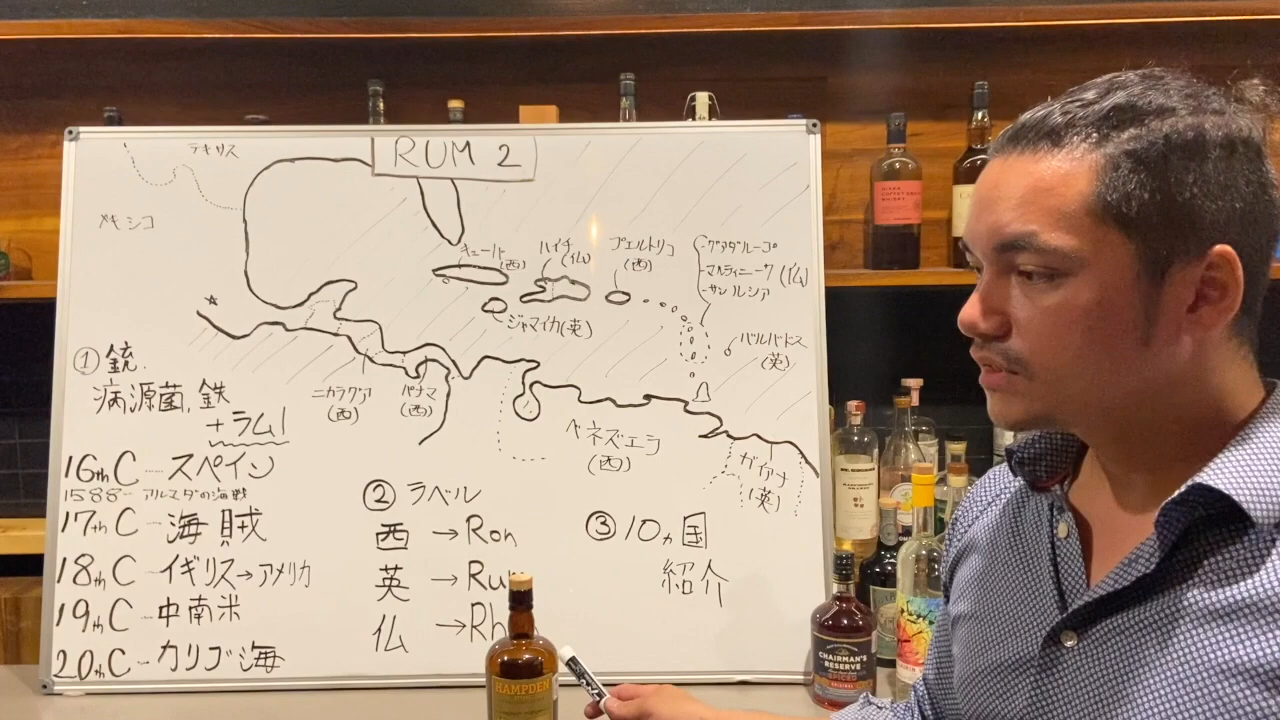 RUM 2
テキサス
メキシコ
キューバ
(西)
ハイチ
(仏)
プエルトリコ
(西)
グアダループ
マルティニーク (仏)
サンルシア
ジャマイカ(英)
バルバドス
(英)
ニカラグア
(西)
パナマ
(西)
ベネズエラ
(西)
ガイアナ
(英)
① 銃.
病源菌, 鉄
+ラム!
16th C … スペイン
1588… アルマダの海戦
17th C … 海賊
18th C … イギリス→アメリカ
19th C … 中南米
20th C … カリブ海
② ラベル
西 → Ron
英 → Ru
仏 → Rh
③ 10ヵ国
紹介
HAMPDEN
CHAIRMAN'S
RESERVE
SPICED
ORIGINAL
NIKKA
COFFEY GRAIN
WHISKY